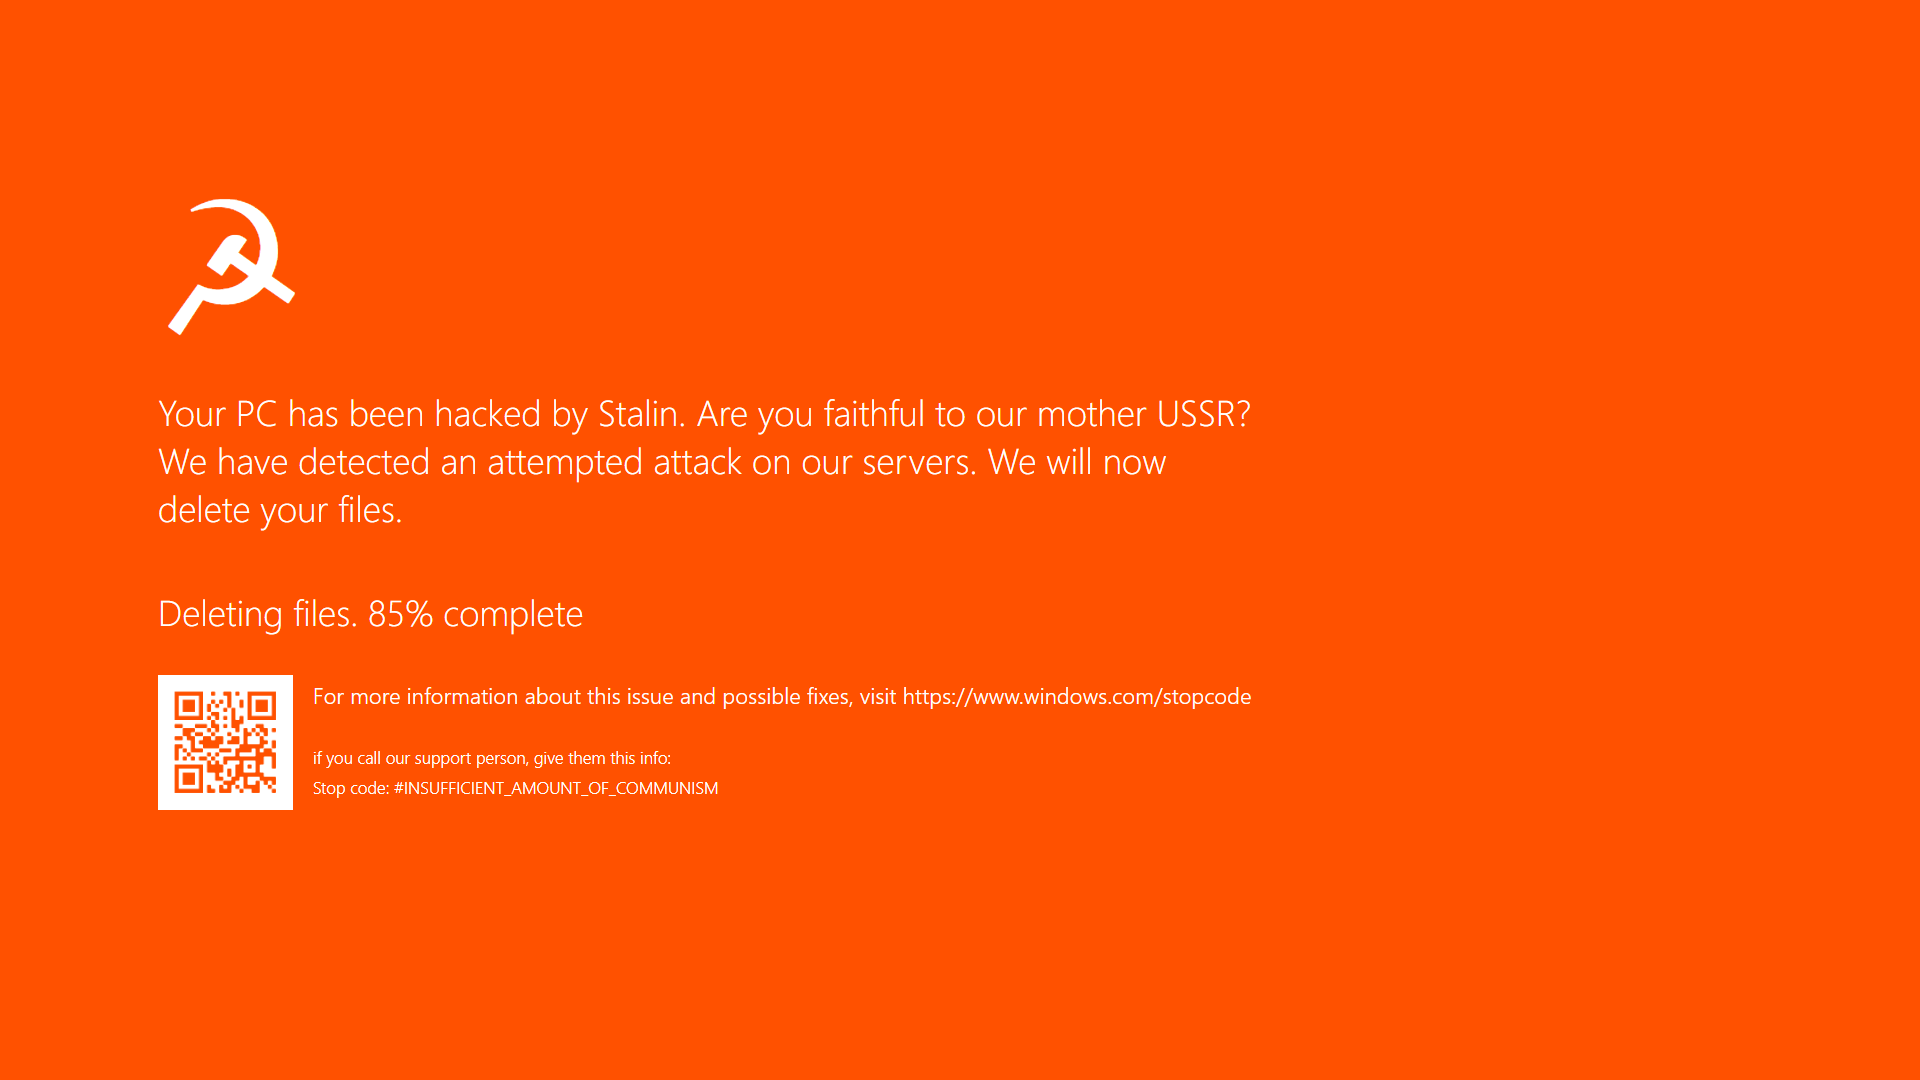 Your PC has been hacked by Stalin. Are you faithful to our mother USSR?
We have detected an attempted attack on our servers. We will now
delete your files.
Deleting files. 85% complete
For more information about this issue and possible fixes, visit https://www.windows.com/stopcode
if you call our support person, give them this info:
Stop code: #INSUFFICIENT_AMOUNT_OF_COMMUNISM